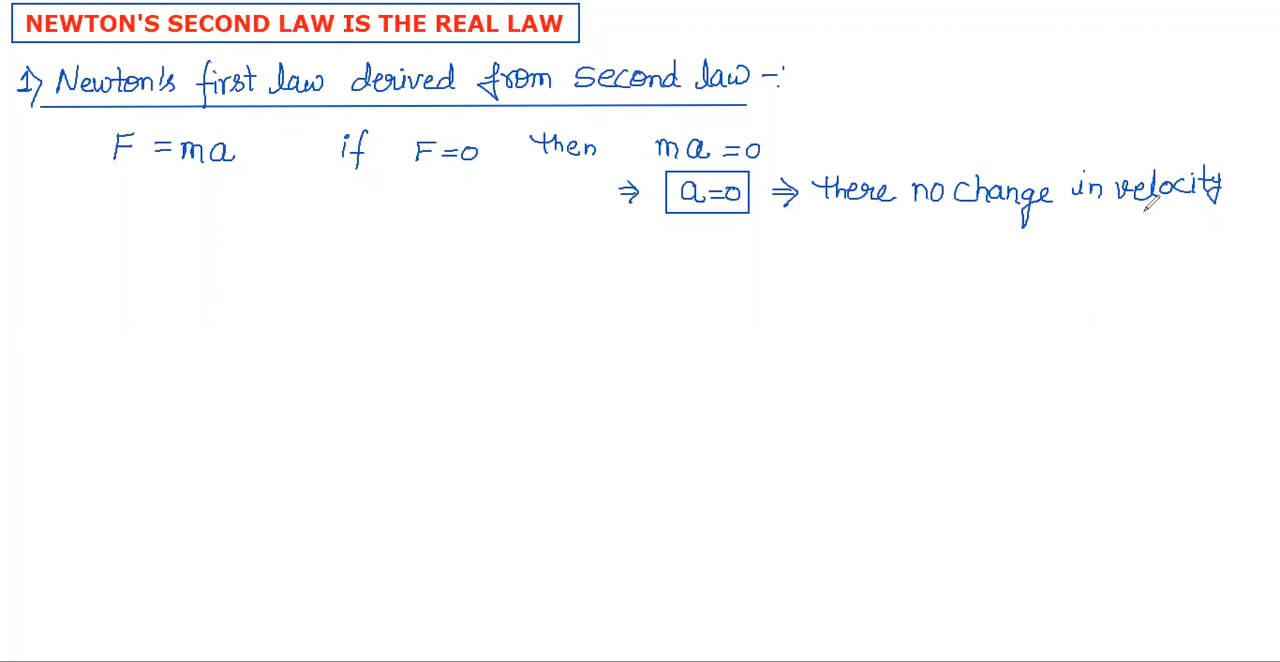 NEWTON'S SECOND LAW IS THE REAL LAW
1) Newton's first law derived from second law -:
F = ma if F=0 then ma=0
⇒ a=0 ⇒ there no change in velocity